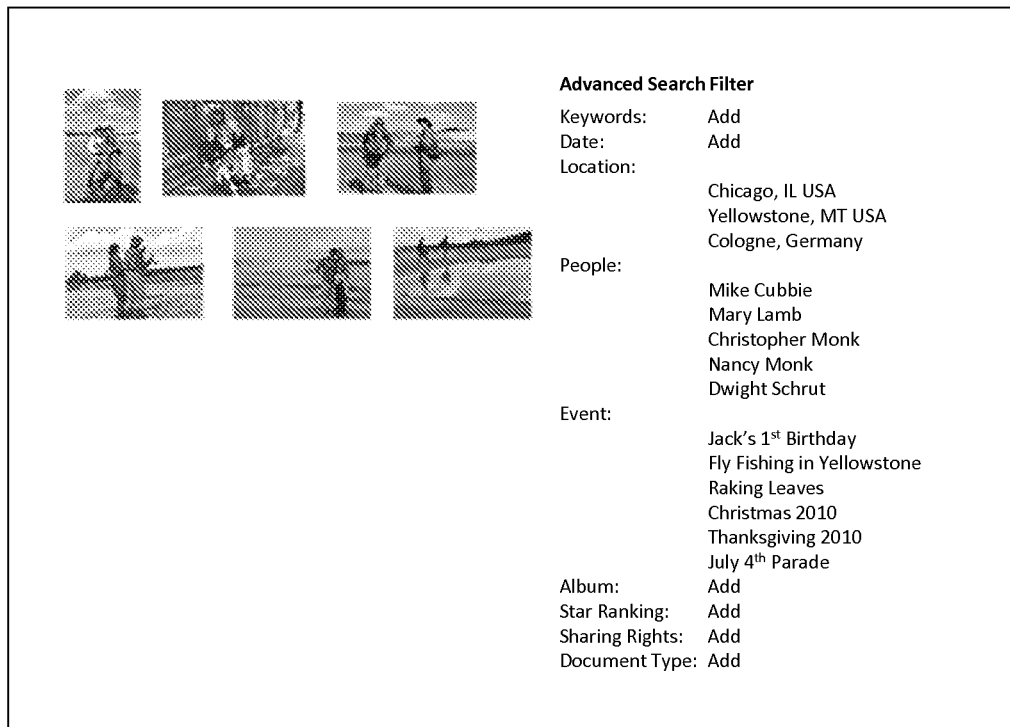 Advanced Search Filter
Keywords: Add
Date: Add
Location:
Chicago, IL USA
Yellowstone, MT USA
Cologne, Germany
People:
Mike Cubbie
Mary Lamb
Christopher Monk
Nancy Monk
Dwight Schrut
Event:
Jack’s 1st Birthday
Fly Fishing in Yellowstone
Raking Leaves
Christmas 2010
Thanksgiving 2010
July 4th Parade
Album: Add
Star Ranking: Add
Sharing Rights: Add
Document Type: Add